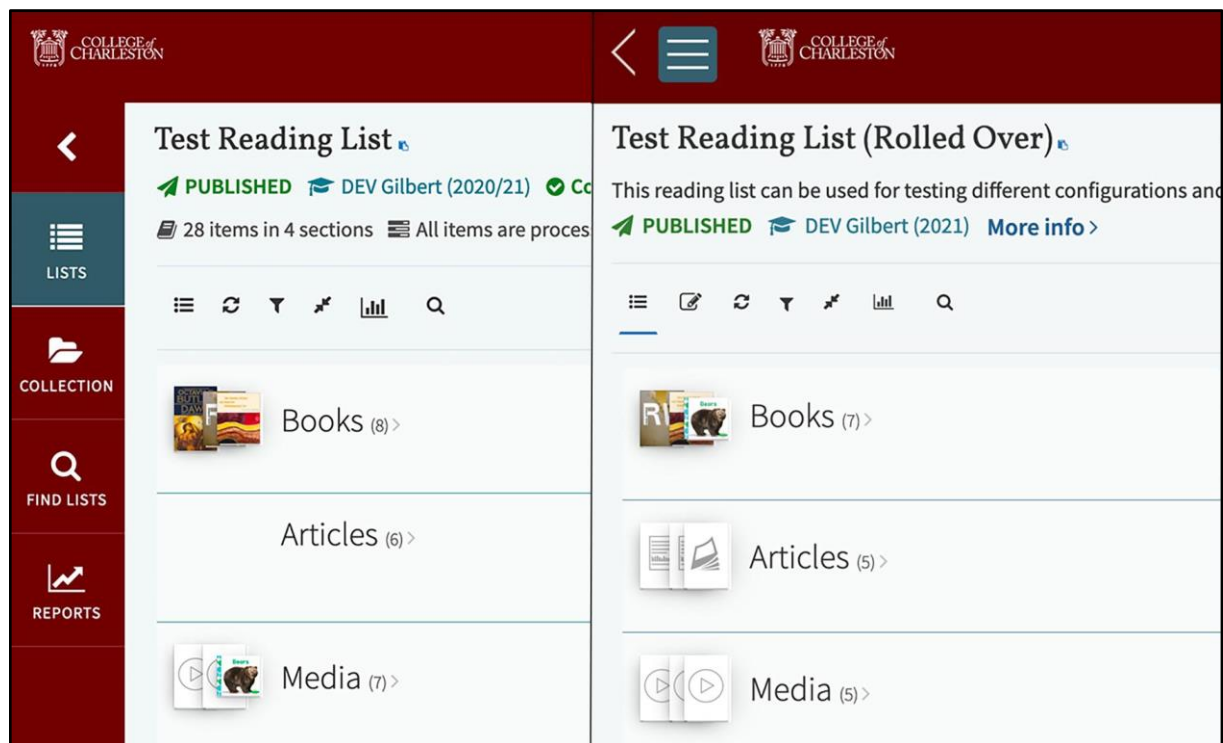 COLLEGE of
CHARLESTON
LISTS
COLLECTION
FIND LISTS
REPORTS
Test Reading List
PUBLISHED DEV Gilbert (2020/21)
28 items in 4 sections All items are proces
Books (8)
Articles (6)
Media (7)
COLLEGE of
CHARLESTON
Test Reading List (Rolled Over)
This reading list can be used for testing different configurations and
PUBLISHED DEV Gilbert (2021) More info
Books (7)
Articles (5)
Media (5)